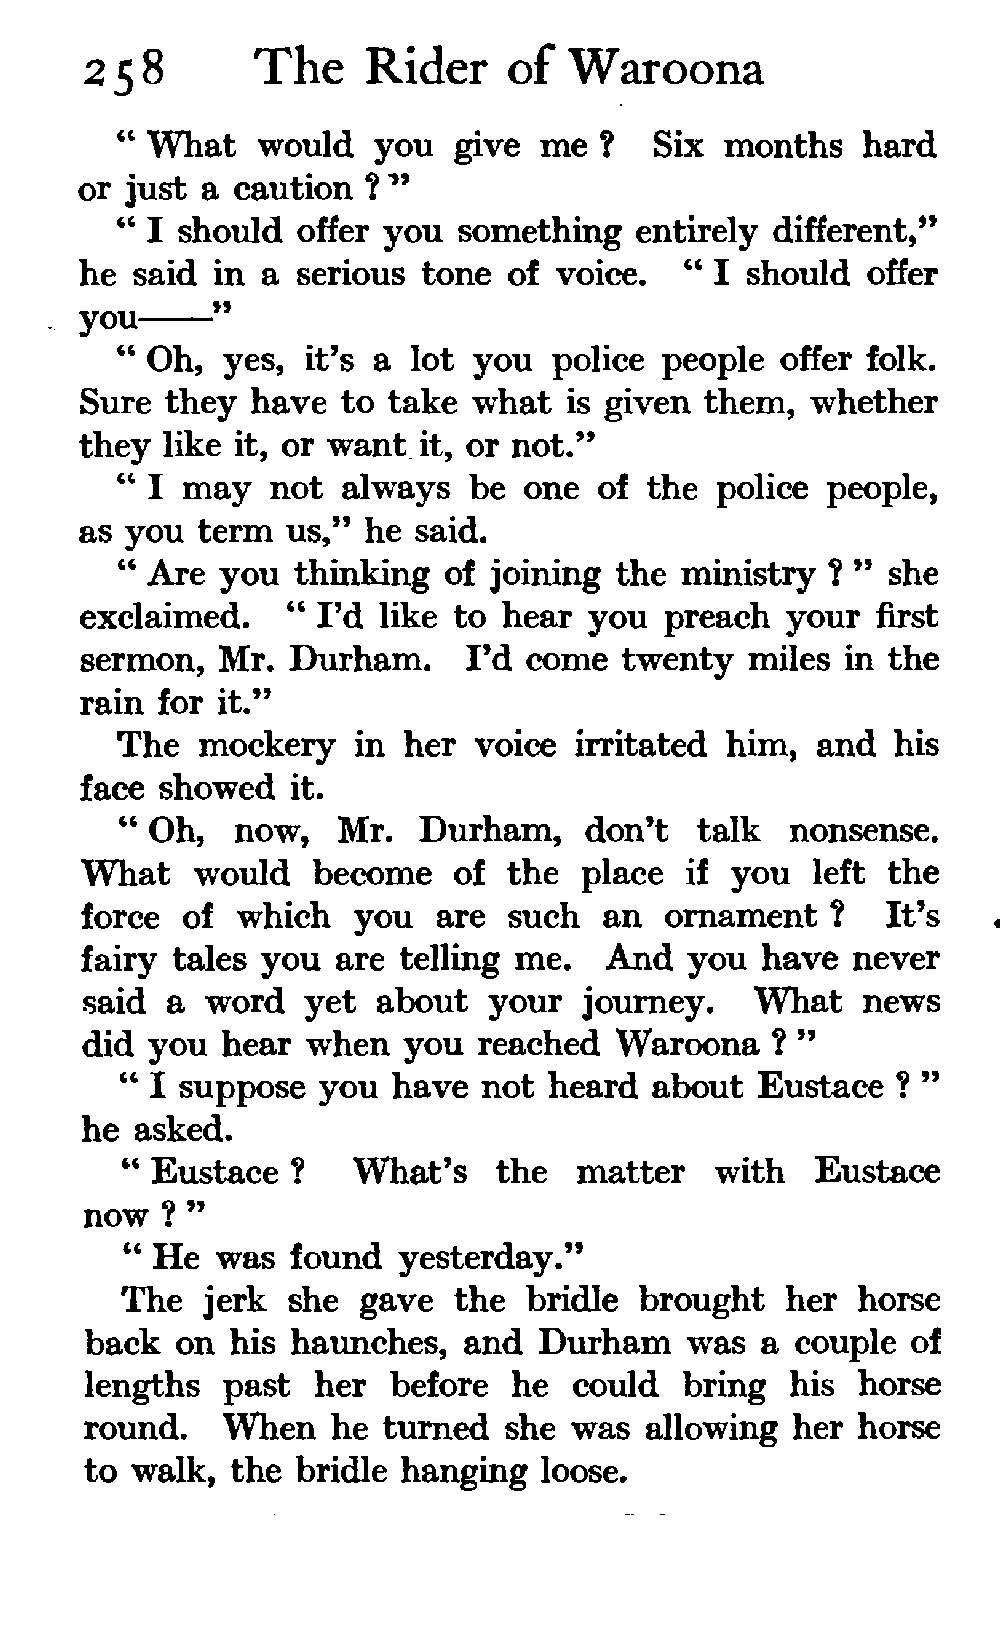 258 The Rider of Waroona
“ What would you give me ? Six months hard
or just a caution ? ”
“ I should offer you something entirely different,”
he said in a serious tone of voice. “ I should offer
you——”
“ Oh, yes, it’s a lot you police people offer folk.
Sure they have to take what is given them, whether
they like it, or want it, or not.”
“ I may not always be one of the police people,
as you term us,” he said.
“ Are you thinking of joining the ministry ? ” she
exclaimed. “ I’d like to hear you preach your first
sermon, Mr. Durham. I’d come twenty miles in the
rain for it.”
The mockery in her voice irritated him, and his
face showed it.
“ Oh, now, Mr. Durham, don’t talk nonsense.
What would become of the place if you left the
force of which you are such an ornament ? It’s
fairy tales you are telling me. And you have never
said a word yet about your journey. What news
did you hear when you reached Waroona ? ”
“ I suppose you have not heard about Eustace ? ”
he asked.
“ Eustace ? What’s the matter with Eustace
now ? ”
“ He was found yesterday.”
The jerk she gave the bridle brought her horse
back on his haunches, and Durham was a couple of
lengths past her before he could bring his horse
round. When he turned she was allowing her horse
to walk, the bridle hanging loose.